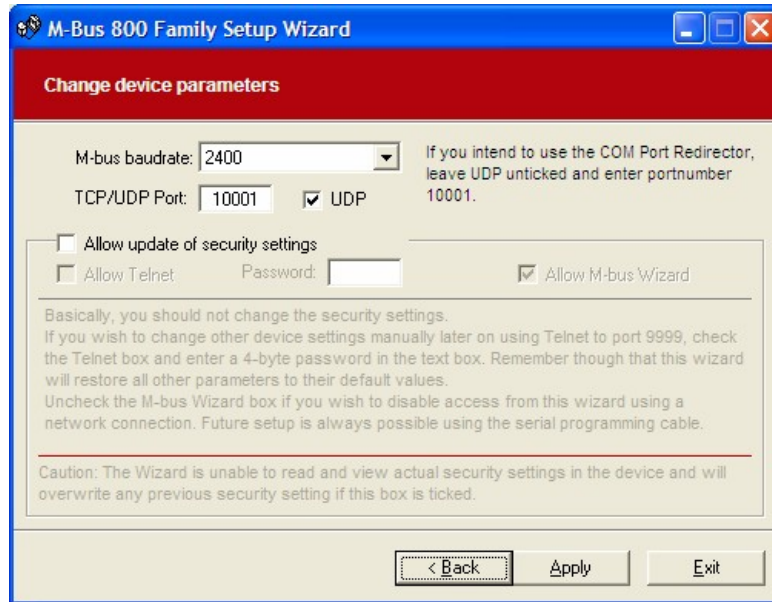 M-Bus 800 Family Setup Wizard
Change device parameters
M-bus baudrate: 2400
If you intend to use the COM Port Redirector,
leave UDP unticked and enter portnumber
10001.
TCP/UDP Port: 10001 UDP
Allow update of security settings
Allow Telnet Password: Allow M-bus Wizard
Basically, you should not change the security settings.
If you wish to change other device settings manually later on using Telnet to port 9999, check
the Telnet box and enter a 4-byte password in the text box. Remember though that this wizard
will restore all other parameters to their default values.
Uncheck the M-bus Wizard box if you wish to disable access from this wizard using a
network connection. Future setup is always possible using the serial programming cable.
Caution: The Wizard is unable to read and view actual security settings in the device and will
overwrite any previous security setting if this box is ticked.
< Back Apply Exit